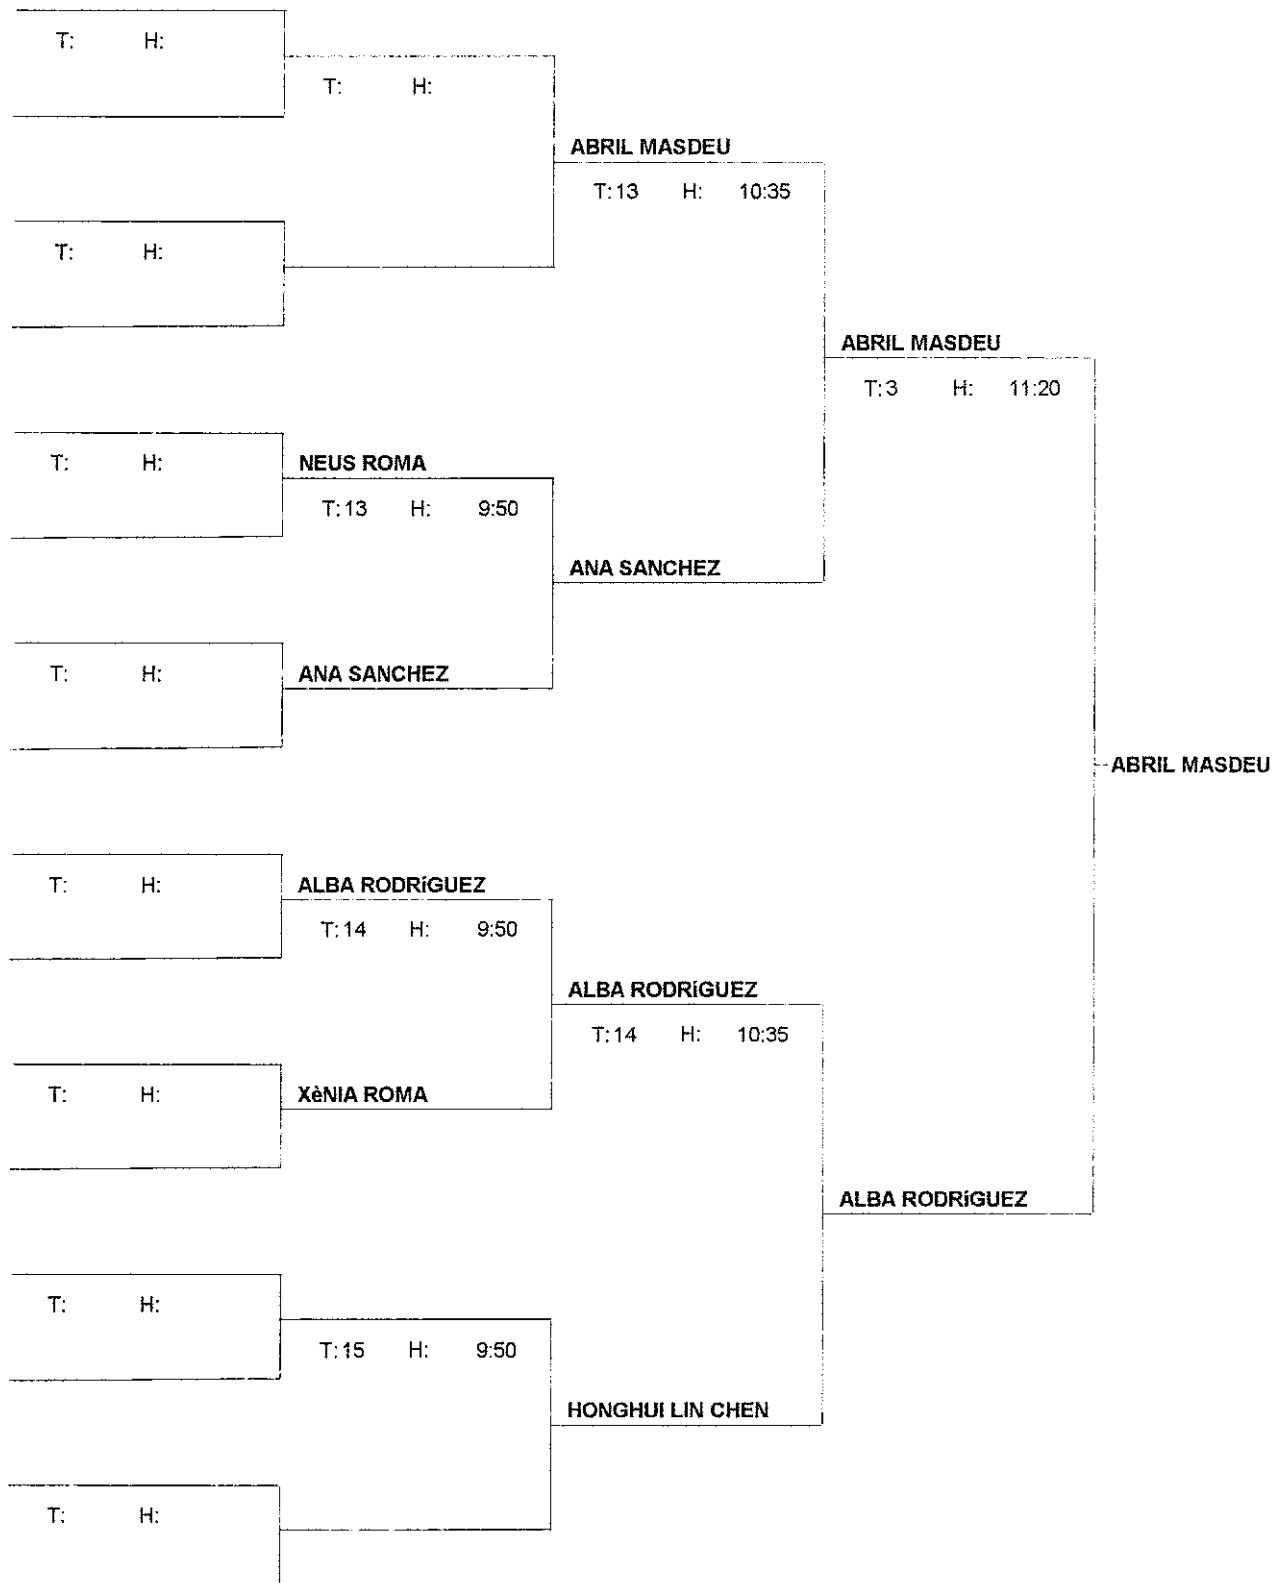 T: H:
T: H:
ABRIL MASDEU
T:13 H: 10:35
T: H:
ABRIL MASDEU
T:3 H: 11:20
T: H:
NEUS ROMA
T:13 H: 9:50
ANA SANCHEZ
T: H:
ANA SANCHEZ
ABRIL MASDEU
T: H:
ALBA RODRíGUEZ
T:14 H: 9:50
ALBA RODRíGUEZ
T:14 H: 10:35
T: H:
XèNIA ROMA
ALBA RODRíGUEZ
T: H:
T:15 H: 9:50
HONGHUI LIN CHEN
T: H: